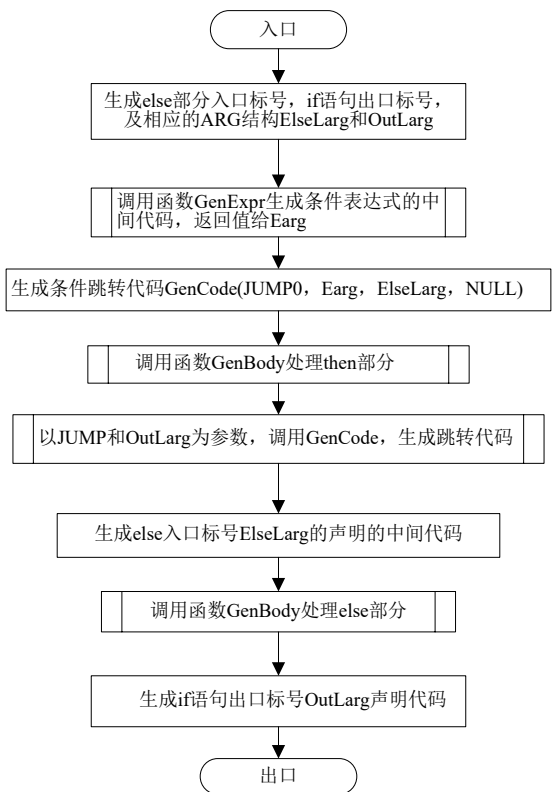 入口
生成else部分入口标号，if语句出口标号，
及相应的ARG结构ElseLarg和OutLarg
调用函数GenExpr生成条件表达式的中
间代码，返回值给Earg
生成条件跳转代码GenCode(JUMP0，Earg，ElseLarg，NULL)
调用函数GenBody处理then部分
以JUMP和OutLarg为参数，调用GenCode，生成跳转代码
生成else入口标号ElseLarg的声明的中间代码
调用函数GenBody处理else部分
生成if语句出口标号OutLarg声明代码
出口